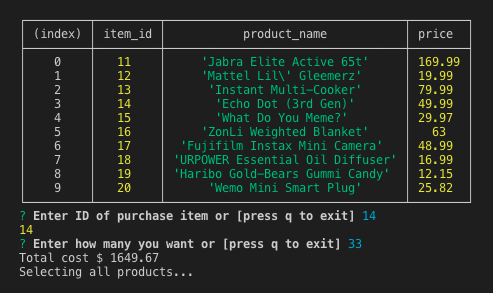 (index) item_id product_name price
0 11 'Jabra Elite Active 65t' 169.99
1 12 'Mattel Lil\' Gleemerz' 19.99
2 13 'Instant Multi-Cooker' 79.99
3 14 'Echo Dot (3rd Gen)' 49.99
4 15 'What Do You Meme?' 29.97
5 16 'ZonLi Weighted Blanket' 63
6 17 'Fujifilm Instax Mini Camera' 48.99
7 18 'URPOWER Essential Oil Diffuser' 16.99
8 19 'Haribo Gold-Bears Gummi Candy' 12.15
9 20 'Wemo Mini Smart Plug' 25.82
? Enter ID of purchase item or [press q to exit] 14
14
? Enter how many you want or [press q to exit] 33
Total cost $ 1649.67
Selecting all products...